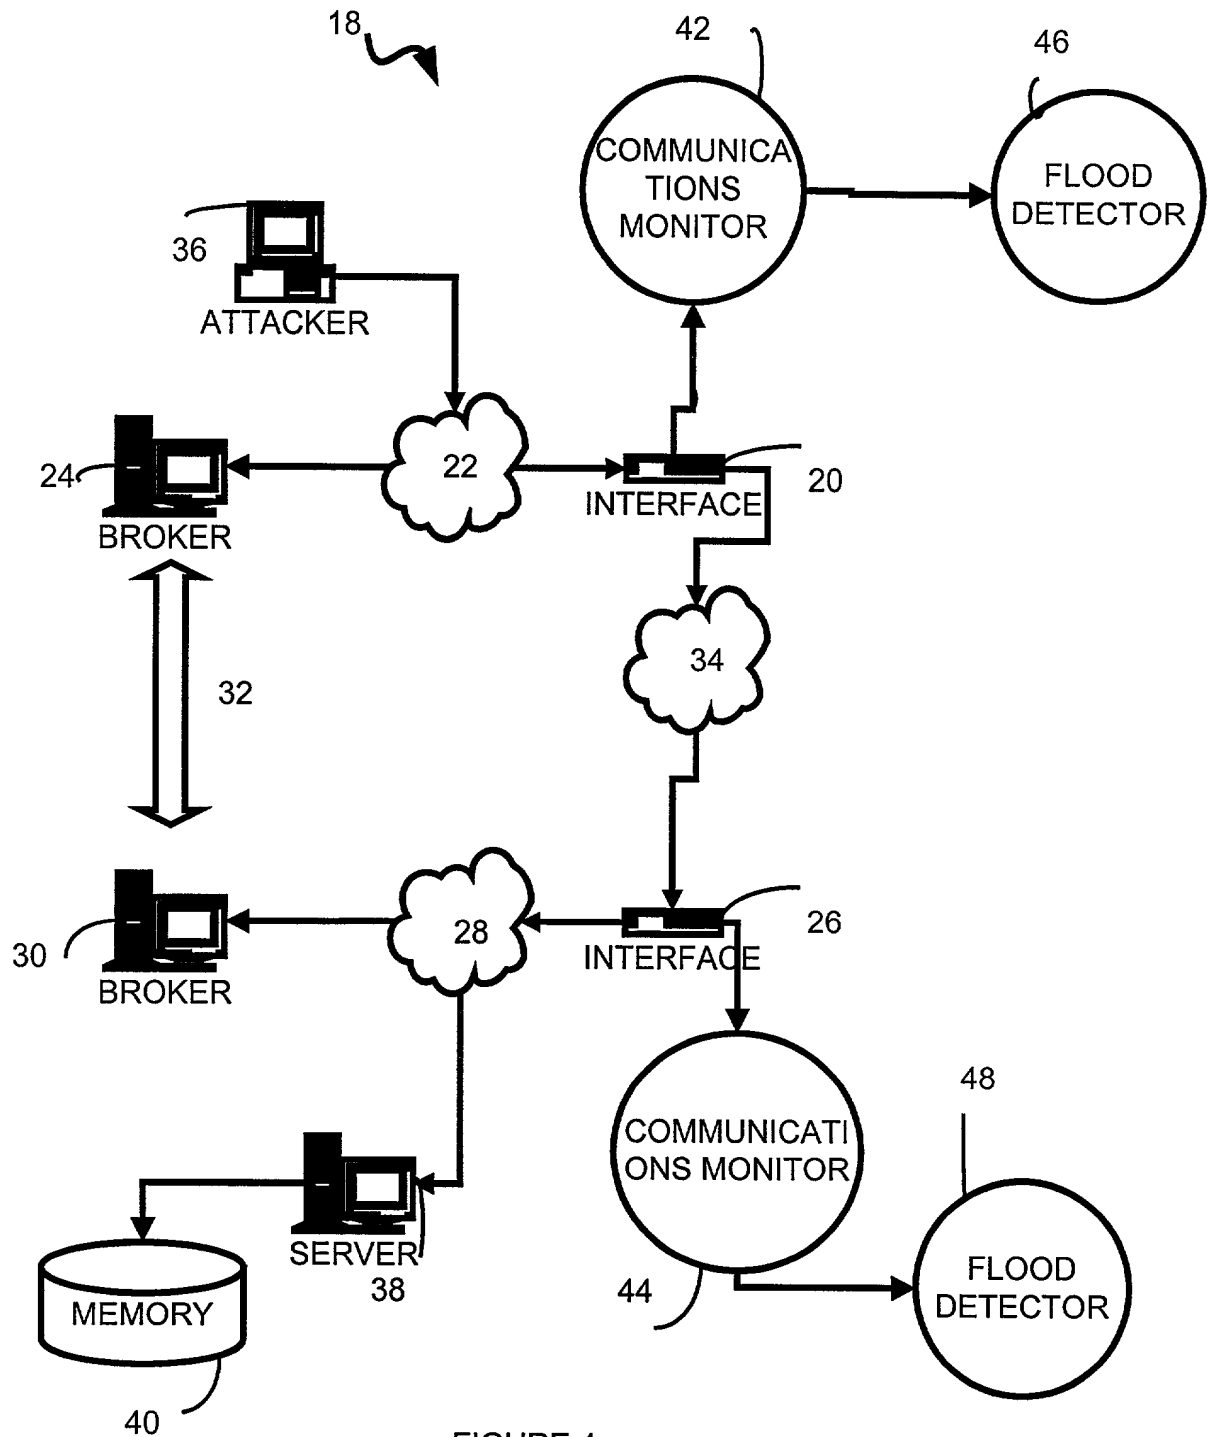 18
42
46
COMMUNICA
TIONS
MONITOR
FLOOD
DETECTOR
36
ATTACKER
24
22
20
INTERFACE
BROKER
34
32
28
26
INTERFACE
30
BROKER
48
COMMUNICATI
ONS MONITOR
SERVER
38
44
FLOOD
DETECTOR
MEMORY
40